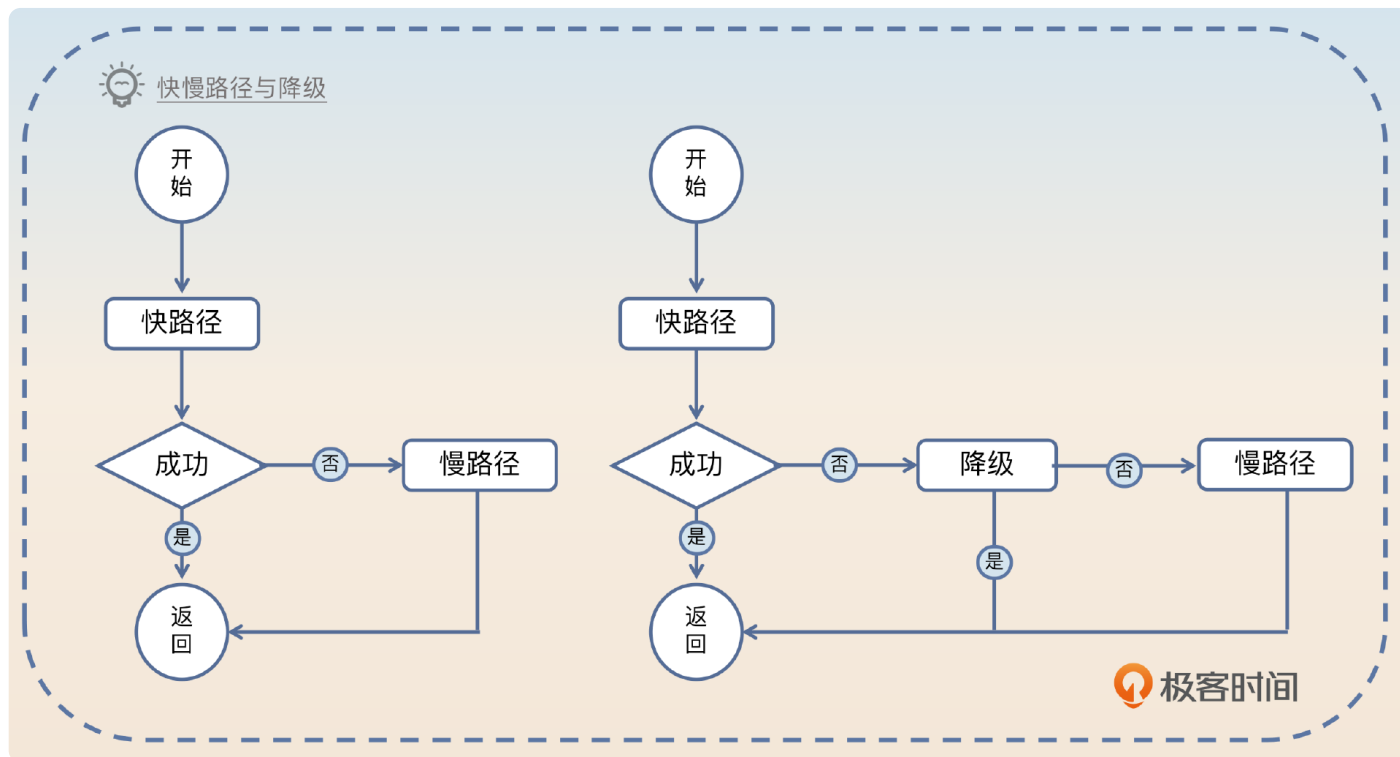 快慢路径与降级
开
始
快路径
成功
否
慢路径
是
返
回
开
始
快路径
成功
否
降级
否
慢路径
是
是
返
回
极客时间